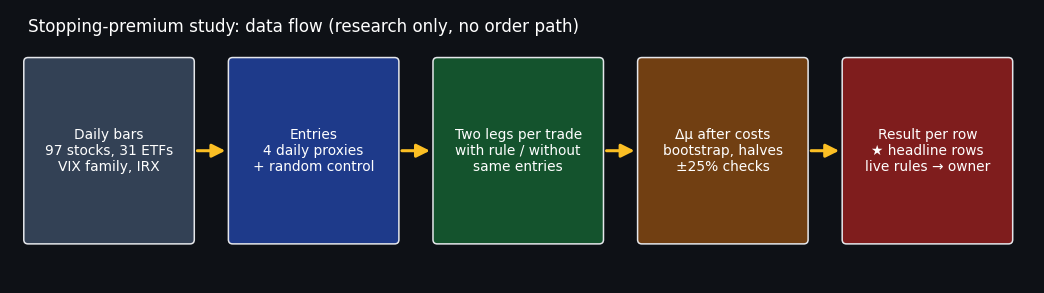 Stopping-premium study: data flow (research only, no order path)
Daily bars
97 stocks, 31 ETFs
VIX family, IRX
Entries
4 daily proxies
+ random control
Two legs per trade
with rule / without
same entries
Δμ after costs
bootstrap, halves
±25% checks
Result per row
★ headline rows
live rules → owner